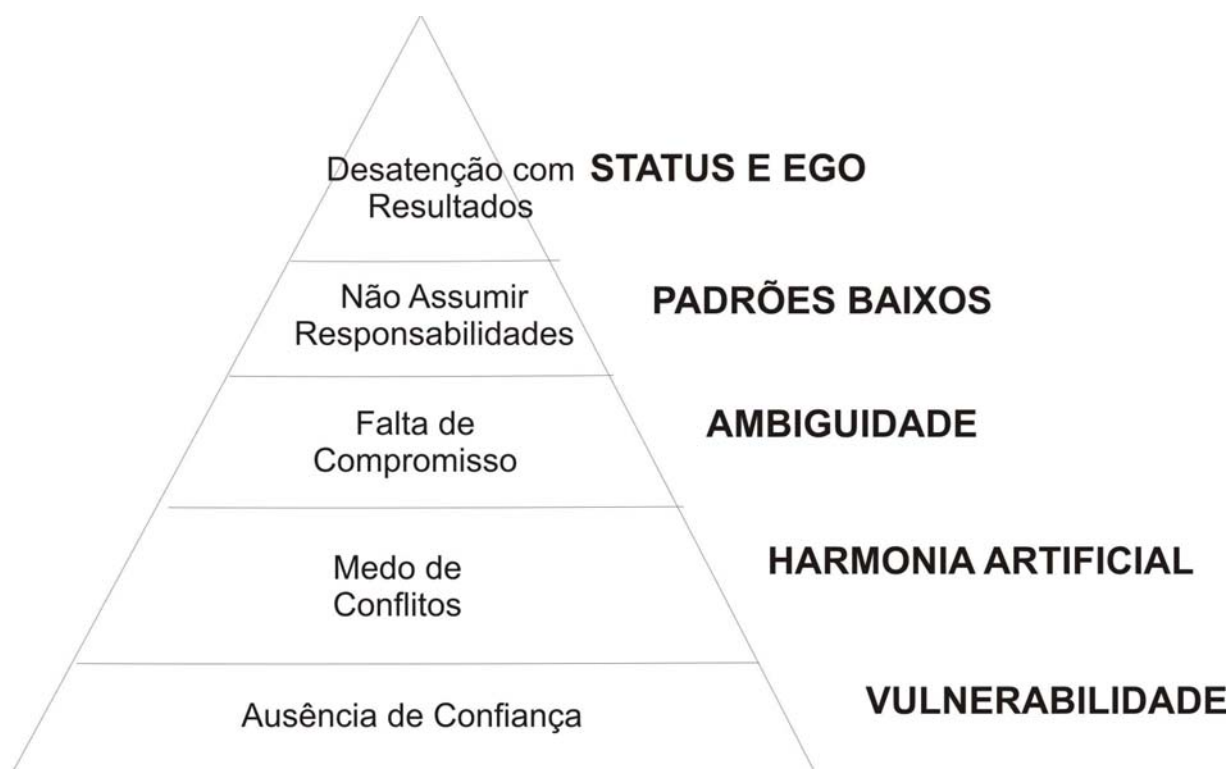 Desatenção com STATUS E EGO
Resultados
Não Assumir
Responsabilidades
PADRÕES BAIXOS
Falta de
Compromisso
AMBIGUIDADE
Medo de
Conflitos
HARMONIA ARTIFICIAL
Ausência de Confiança
VULNERABILIDADE